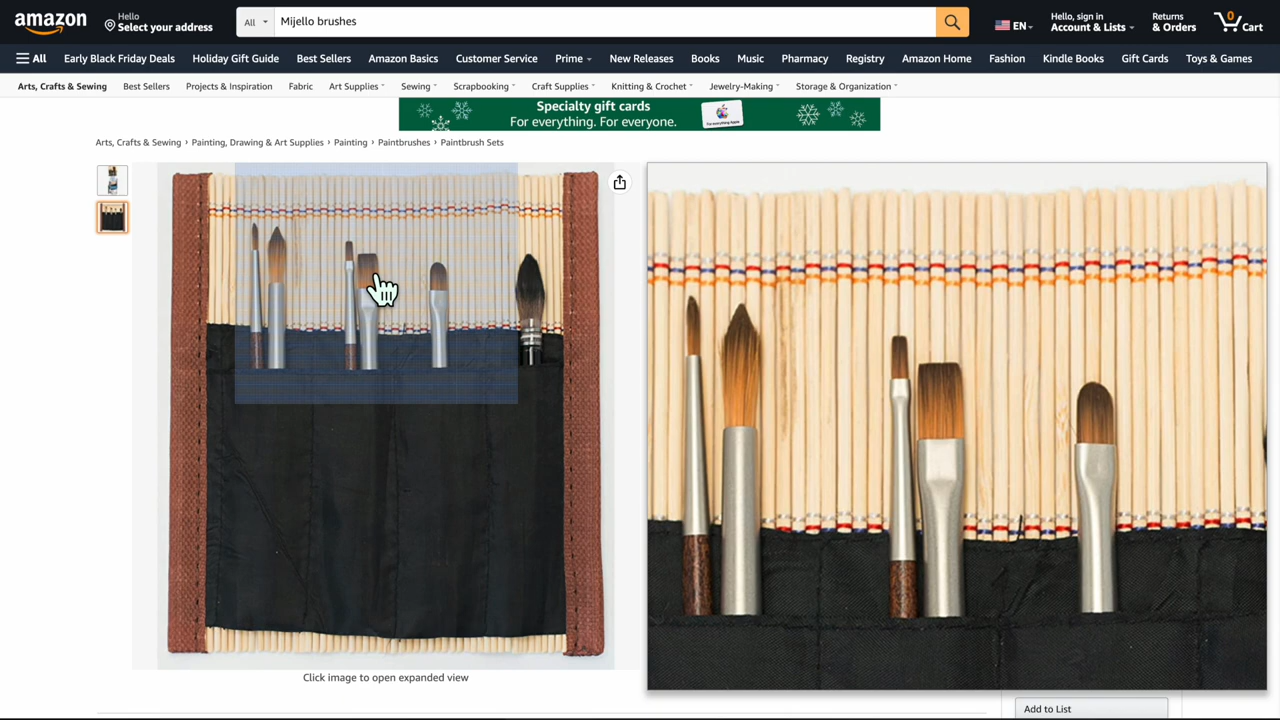 amazon
Hello
Select your address
All
Mijello brushes
EN
Hello, sign in
Account & Lists
Returns
& Orders
0
Cart
All
Early Black Friday Deals
Holiday Gift Guide
Best Sellers
Amazon Basics
Customer Service
Prime
New Releases
Books
Music
Pharmacy
Registry
Amazon Home
Fashion
Kindle Books
Gift Cards
Toys & Games
Arts, Crafts & Sewing
Best Sellers
Projects & Inspiration
Fabric
Art Supplies
Sewing
Scrapbooking
Craft Supplies
Knitting & Crochet
Jewelry-Making
Storage & Organization
Specialty gift cards
For everything. For everyone.
Arts, Crafts & Sewing › Painting, Drawing & Art Supplies › Painting › Paintbrushes › Paintbrush Sets
Click image to open expanded view
Add to List